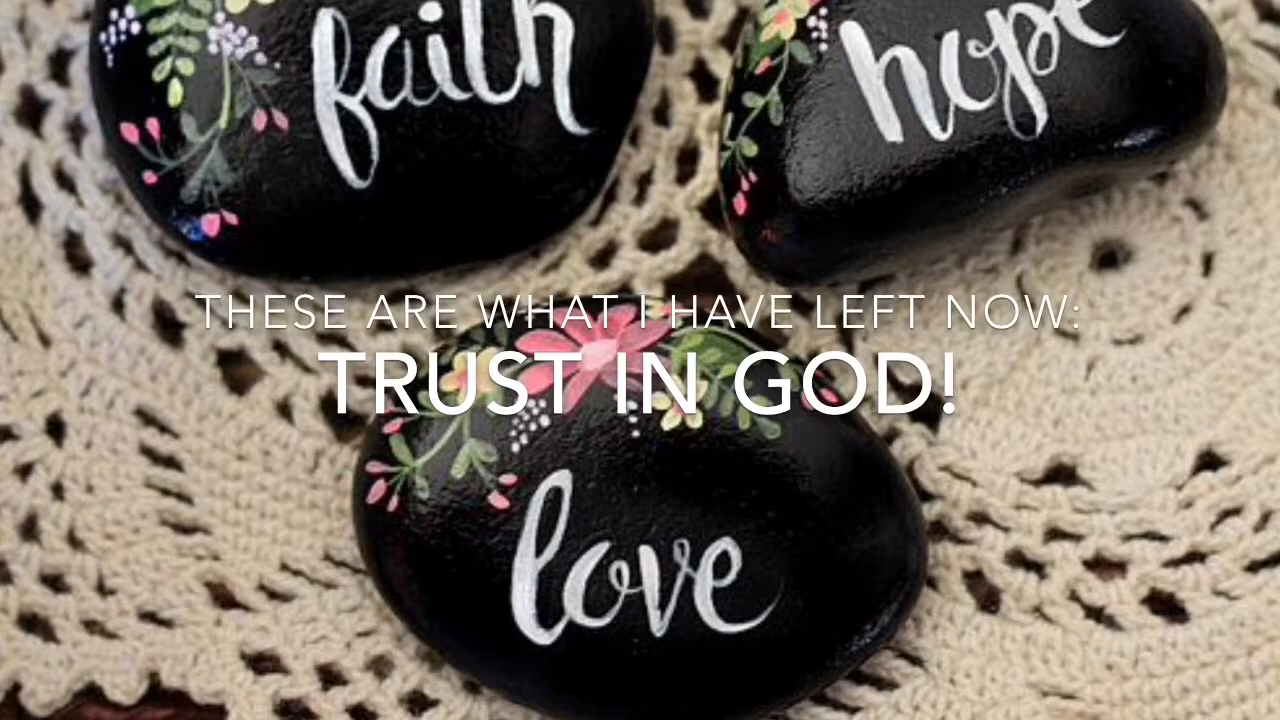 faith
hope
THESE ARE WHAT I HAVE LEFT NOW:
TRUST IN GOD!
love